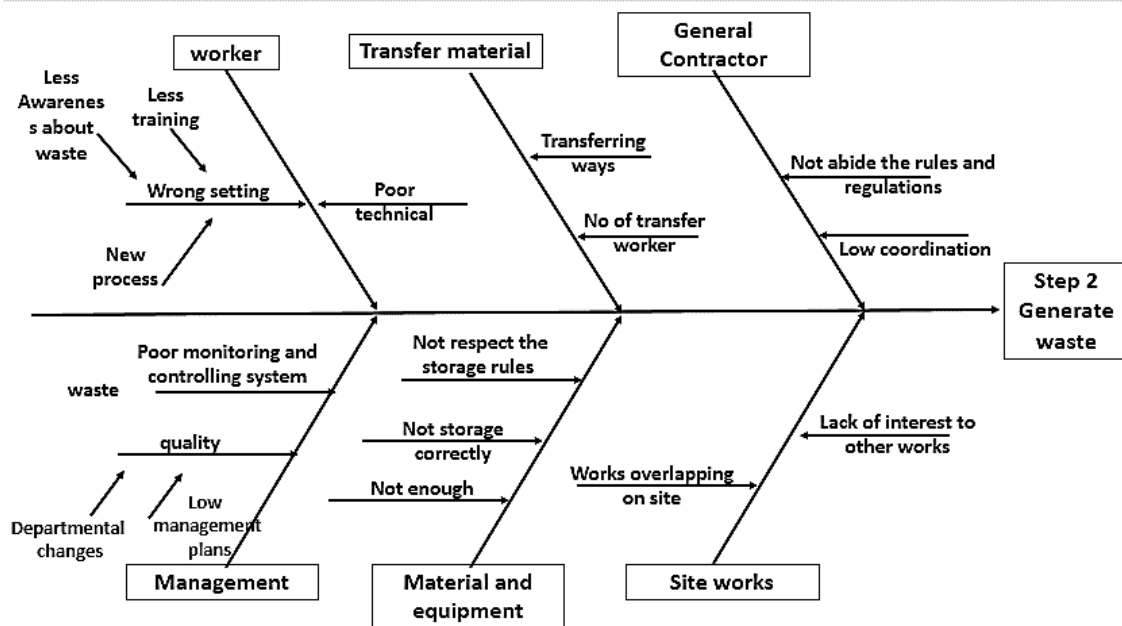 worker
Transfer material
General
Contractor
Less
Awarenes
s about
waste
Less
training
Wrong setting
Poor
technical
New
process
Transferring
ways
No of transfer
worker
Not abide the rules and
regulations
Low coordination
Step 2
Generate
waste
Poor monitoring and
controlling system
waste
quality
Departmental
changes
Low
management
plans
Management
Not respect the
storage rules
Not storage
correctly
Not enough
Material and
equipment
Lack of interest to
other works
Works overlapping
on site
Site works